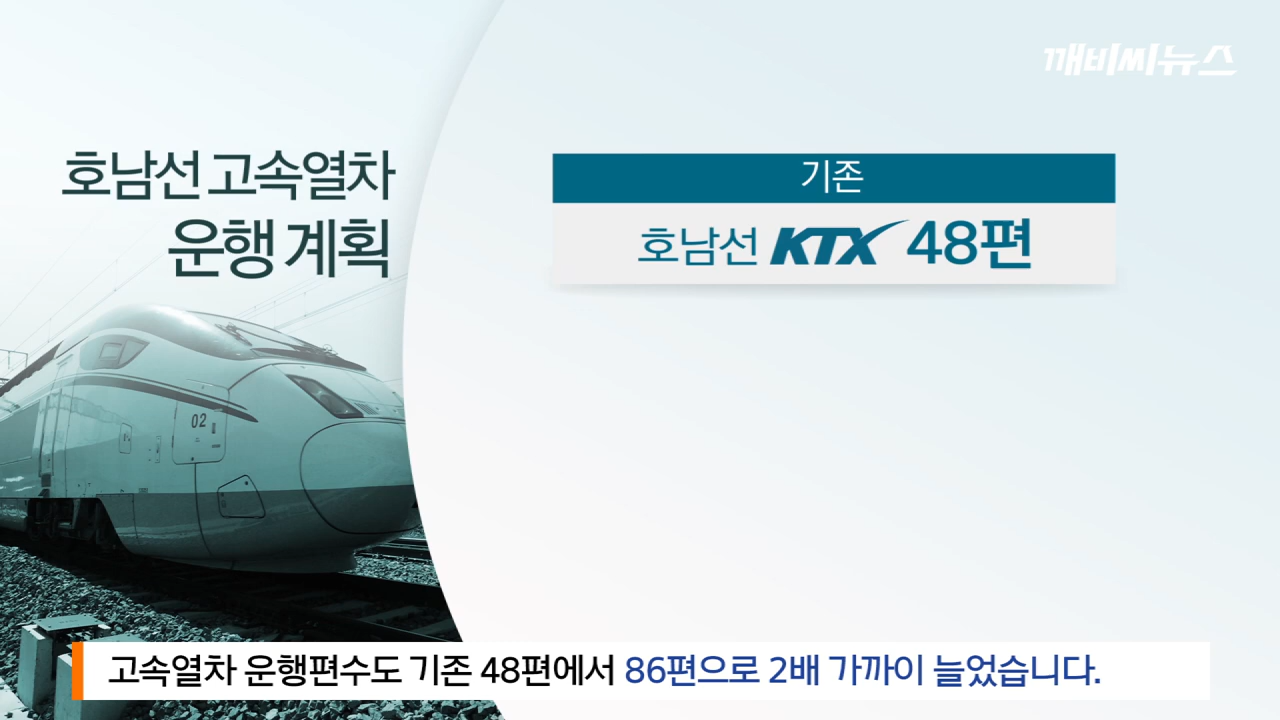 깨비씨뉴스
호남선 고속열차
운행 계획
기존
호남선 KTX 48편
02
고속열차 운행편수도 기존 48편에서 86편으로 2배 가까이 늘었습니다.